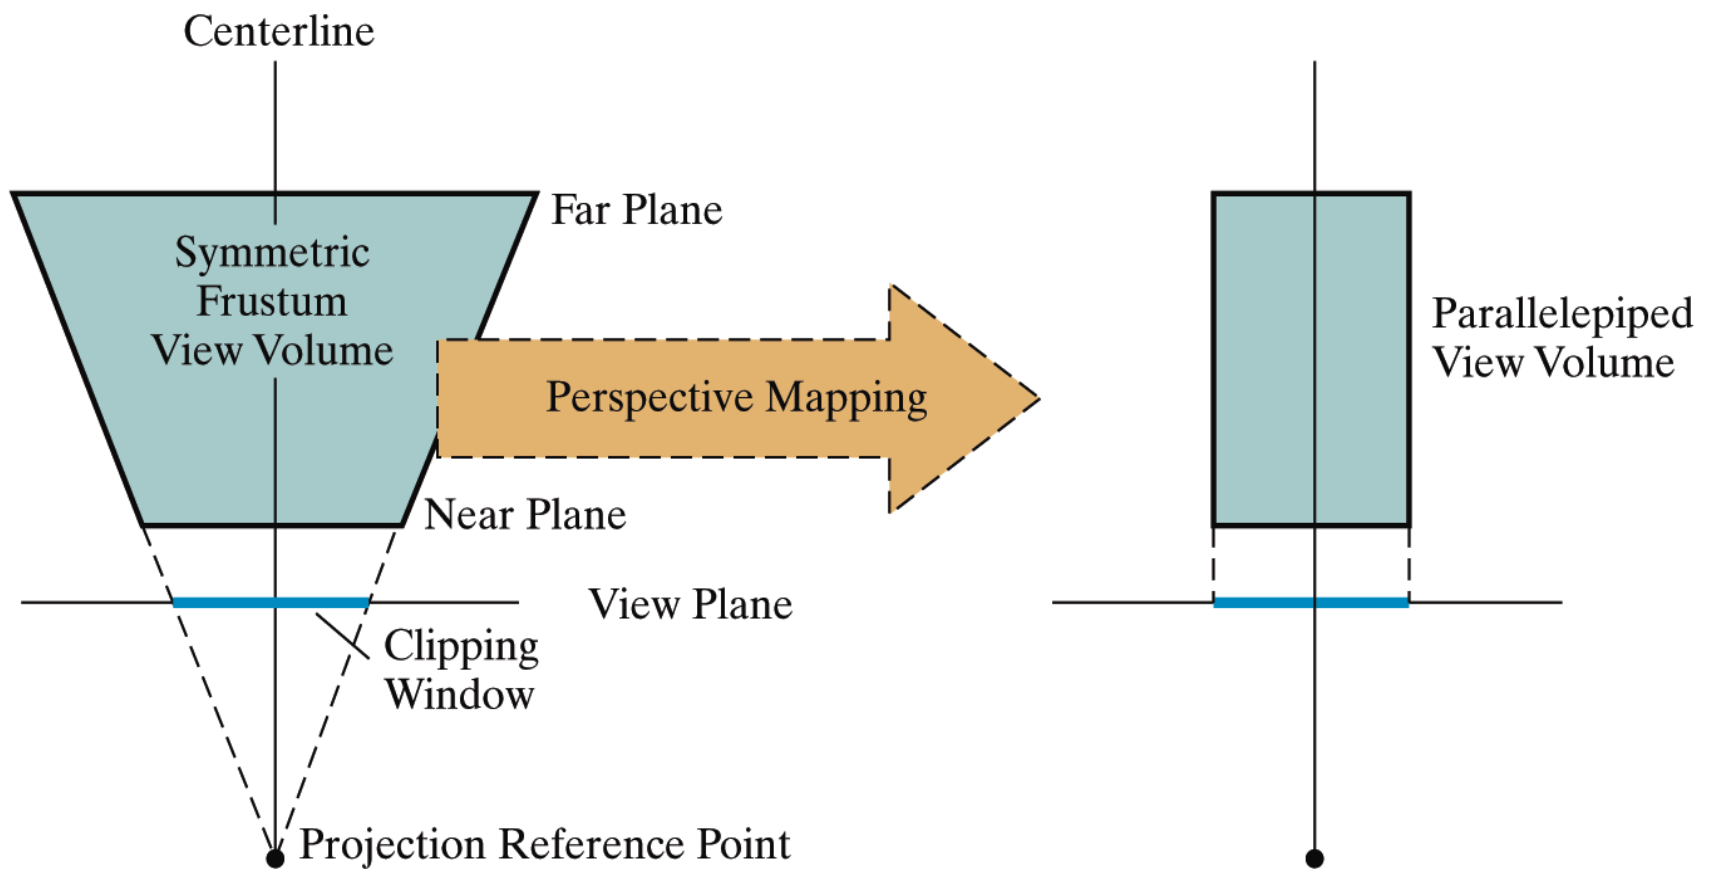 Centerline
Far Plane
Symmetric
Frustum
View Volume
Perspective Mapping
Parallelepiped
View Volume
Near Plane
View Plane
Clipping
Window
Projection Reference Point